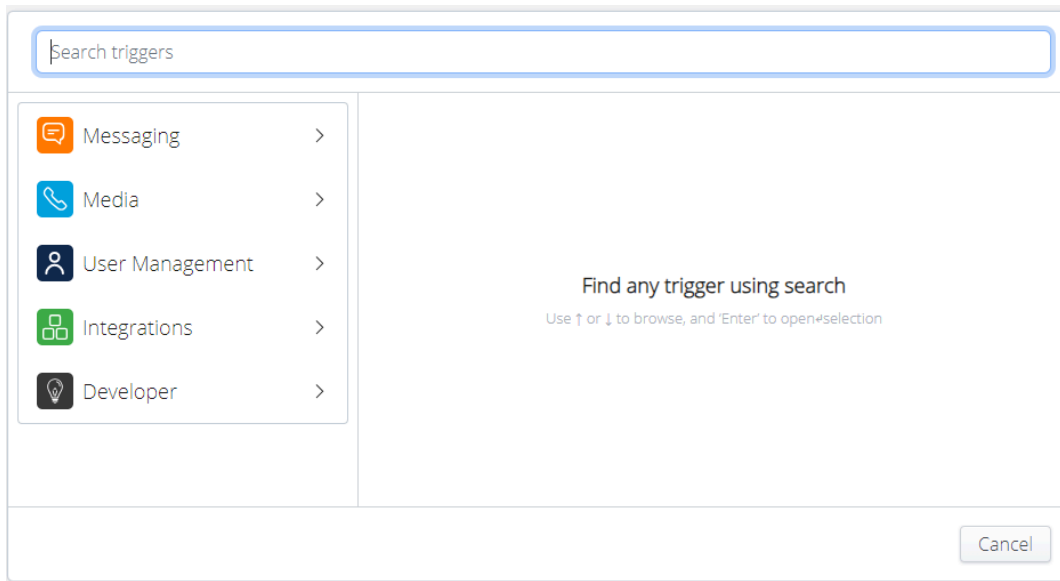 Search triggers
Messaging
Media
User Management
Integrations
Developer
Find any trigger using search
Use ↑ or ↓ to browse, and ‘Enter’ to open↵selection
Cancel